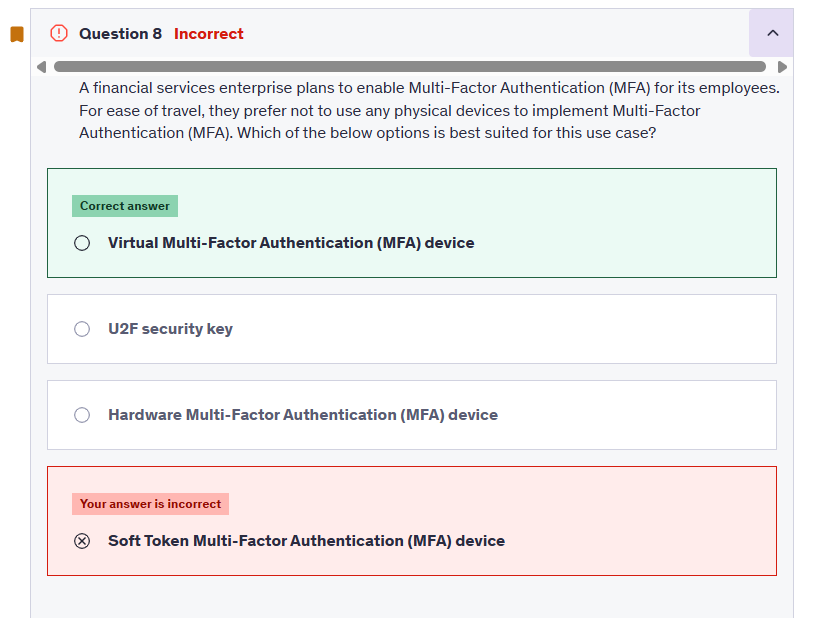 Question 8 Incorrect
A financial services enterprise plans to enable Multi-Factor Authentication (MFA) for its employees.
For ease of travel, they prefer not to use any physical devices to implement Multi-Factor
Authentication (MFA). Which of the below options is best suited for this use case?
Correct answer
Virtual Multi-Factor Authentication (MFA) device
U2F security key
Hardware Multi-Factor Authentication (MFA) device
Your answer is incorrect
Soft Token Multi-Factor Authentication (MFA) device